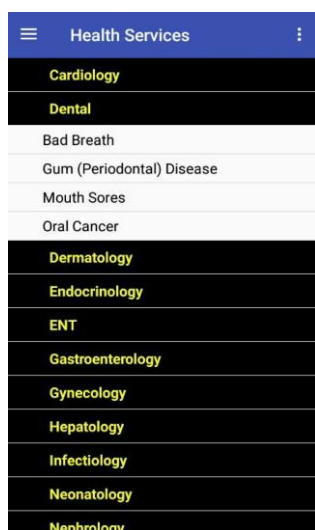 Health Services
Cardiology
Dental
Bad Breath
Gum (Periodontal) Disease
Mouth Sores
Oral Cancer
Dermatology
Endocrinology
ENT
Gastroenterology
Gynecology
Hepatology
Infectiology
Neonatology
Nephrology